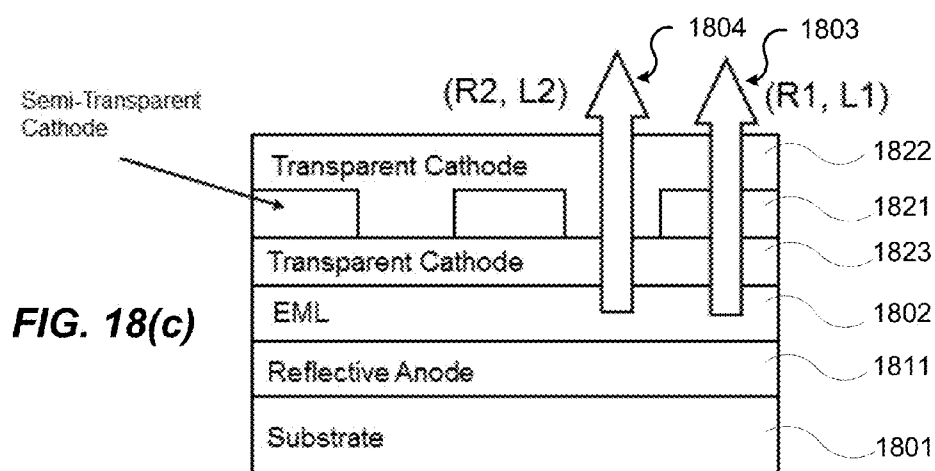 1804
1803
Semi-Transparent
Cathode
(R2, L2)
(R1, L1)
Transparent Cathode
1822
1821
Transparent Cathode
1823
FIG. 18(c)
EML
1802
Reflective Anode
1811
Substrate
1801